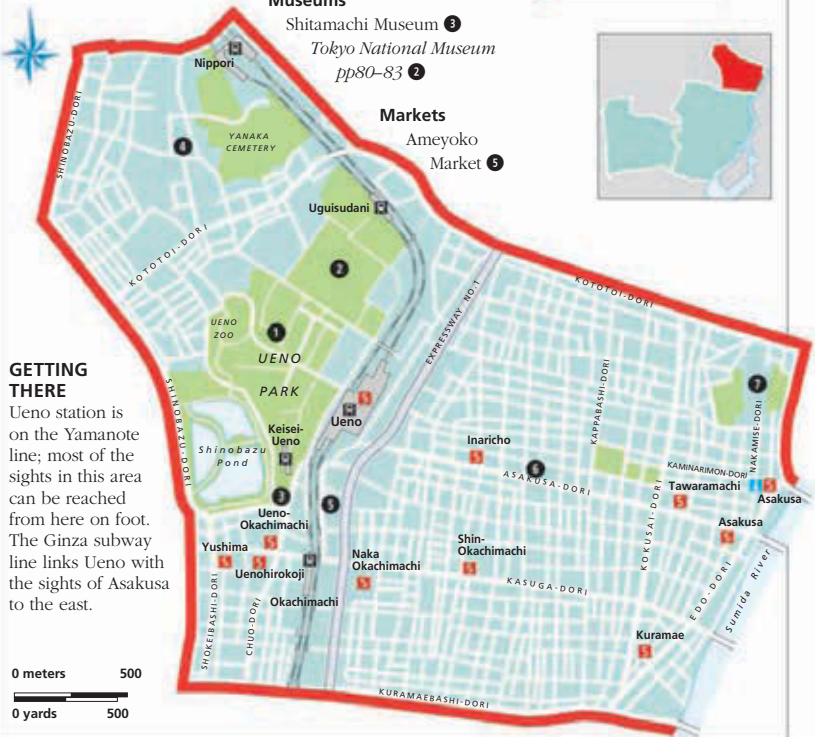 Museums
Shitamachi Museum 3
Tokyo National Museum
pp80–83 2
Markets
Ameyoko
Market 5
Nippori
YANAKA
CEMETERY
4
SHINOBAZU-DORI
Uguisudani
KOTOTOI-DORI
2
EXPRESSWAY NO.1
KOTOTOI-DORI
UENO
ZOO
1
UENO
PARK
GETTING
THERE
Ueno station is
on the Yamanote
line; most of the
sights in this area
can be reached
from here on foot.
The Ginza subway
line links Ueno with
the sights of Asakusa
to the east.
SHINOBAZU-DORI
Shinobazu
Pond
Keisei-
Ueno
Ueno
S
KAPPABASHI-DORI
7
NAKAMISE-DORI
Inaricho
S
6
ASAKUSA-DORI
KAMINARIMON-DORI
Tawaramachi
S
i
S
Asakusa
KOKUSAI-DORI
Asakusa
S
3
5
Ueno-
Okachimachi
S
Yushima
S
S
Uenohirokoji
Naka
Okachimachi
S
Shin-
Okachimachi
S
Okachimachi
KASUGA-DORI
EDO-DORI
Sumida River
SHOKEIBASHI-DORI
CHUO-DORI
Kuramae
S
KURAMAEBASHI-DORI
0 meters 500
0 yards 500